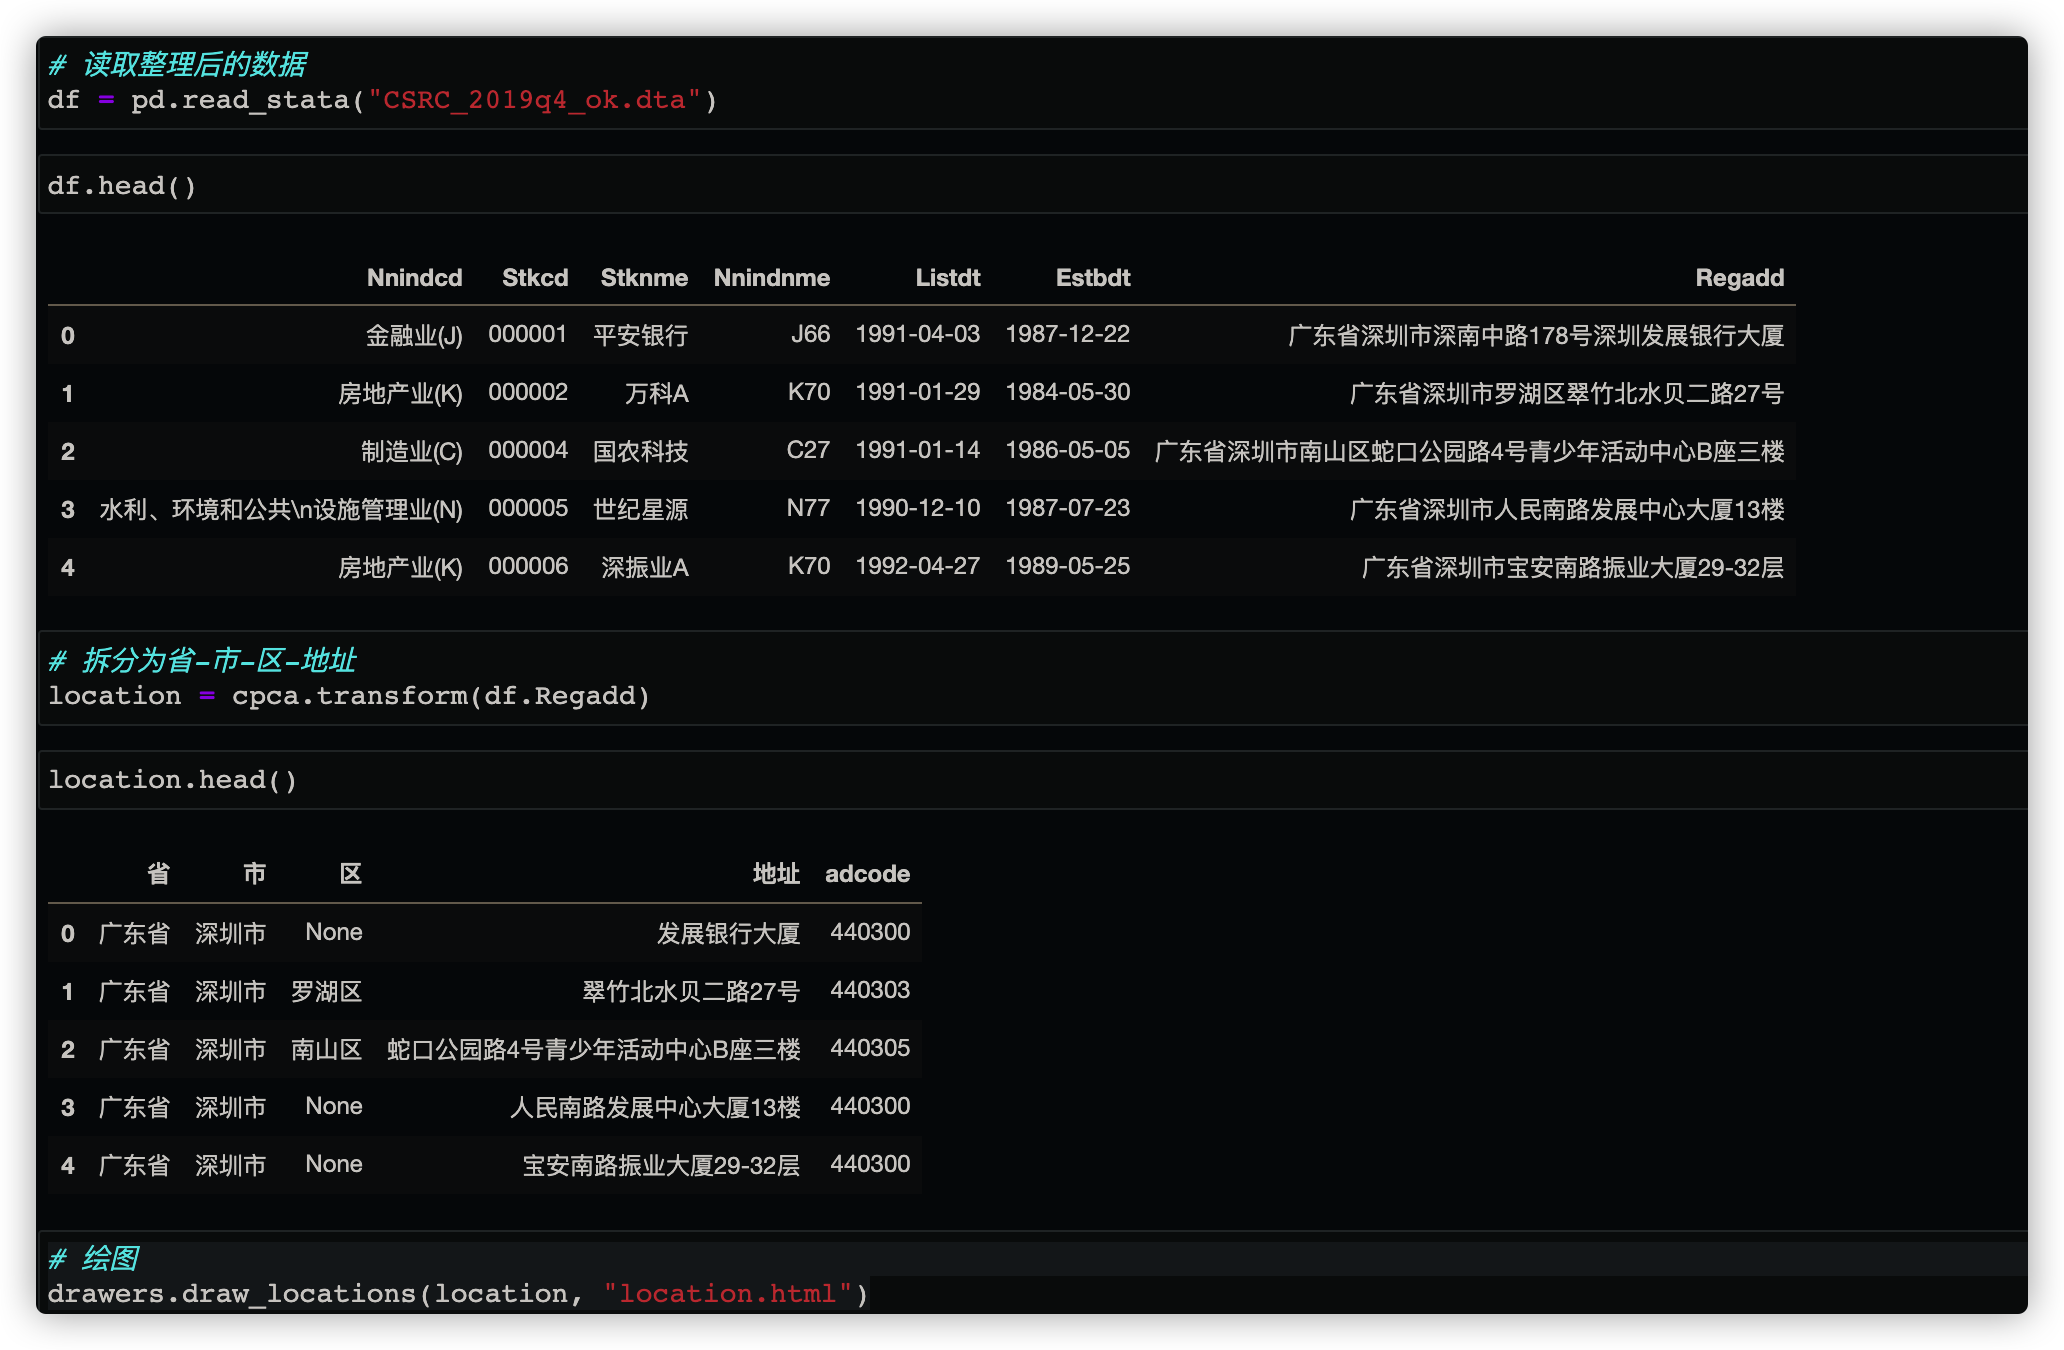 # 读取整理后的数据
df = pd.read_stata("CSRC_2019q4_ok.dta")
df.head()
Nnindcd Stkcd Stknme Nnindnme Listdt Estbdt Regadd
0 金融业(J) 000001 平安银行 J66 1991-04-03 1987-12-22 广东省深圳市深南中路178号深圳发展银行大厦
1 房地产业(K) 000002 万科A K70 1991-01-29 1984-05-30 广东省深圳市罗湖区翠竹北水贝二路27号
2 制造业(C) 000004 国农科技 C27 1991-01-14 1986-05-05 广东省深圳市南山区蛇口公园路4号青少年活动中心B座三楼
3 水利、环境和公共\n设施管理业(N) 000005 世纪星源 N77 1990-12-10 1987-07-23 广东省深圳市人民南路发展中心大厦13楼
4 房地产业(K) 000006 深振业A K70 1992-04-27 1989-05-25 广东省深圳市宝安南路振业大厦29-32层
# 拆分为省-市-区-地址
location = cpca.transform(df.Regadd)
location.head()
省 市 区 地址 adcode
0 广东省 深圳市 None 发展银行大厦 440300
1 广东省 深圳市 罗湖区 翠竹北水贝二路27号 440303
2 广东省 深圳市 南山区 蛇口公园路4号青少年活动中心B座三楼 440305
3 广东省 深圳市 None 人民南路发展中心大厦13楼 440300
4 广东省 深圳市 None 宝安南路振业大厦29-32层 440300
# 绘图
drawers.draw_locations(location, "location.html")